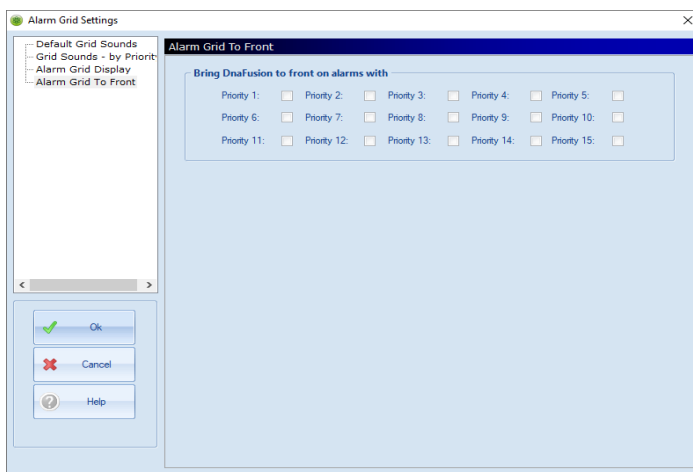 Alarm Grid Settings
Default Grid Sounds
Grid Sounds - by Priorit
Alarm Grid Display
Alarm Grid To Front
Alarm Grid To Front
Bring DnaFusion to front on alarms with
Priority 1: Priority 2: Priority 3: Priority 4: Priority 5:
Priority 6: Priority 7: Priority 8: Priority 9: Priority 10:
Priority 11: Priority 12: Priority 13: Priority 14: Priority 15:
Ok
Cancel
Help